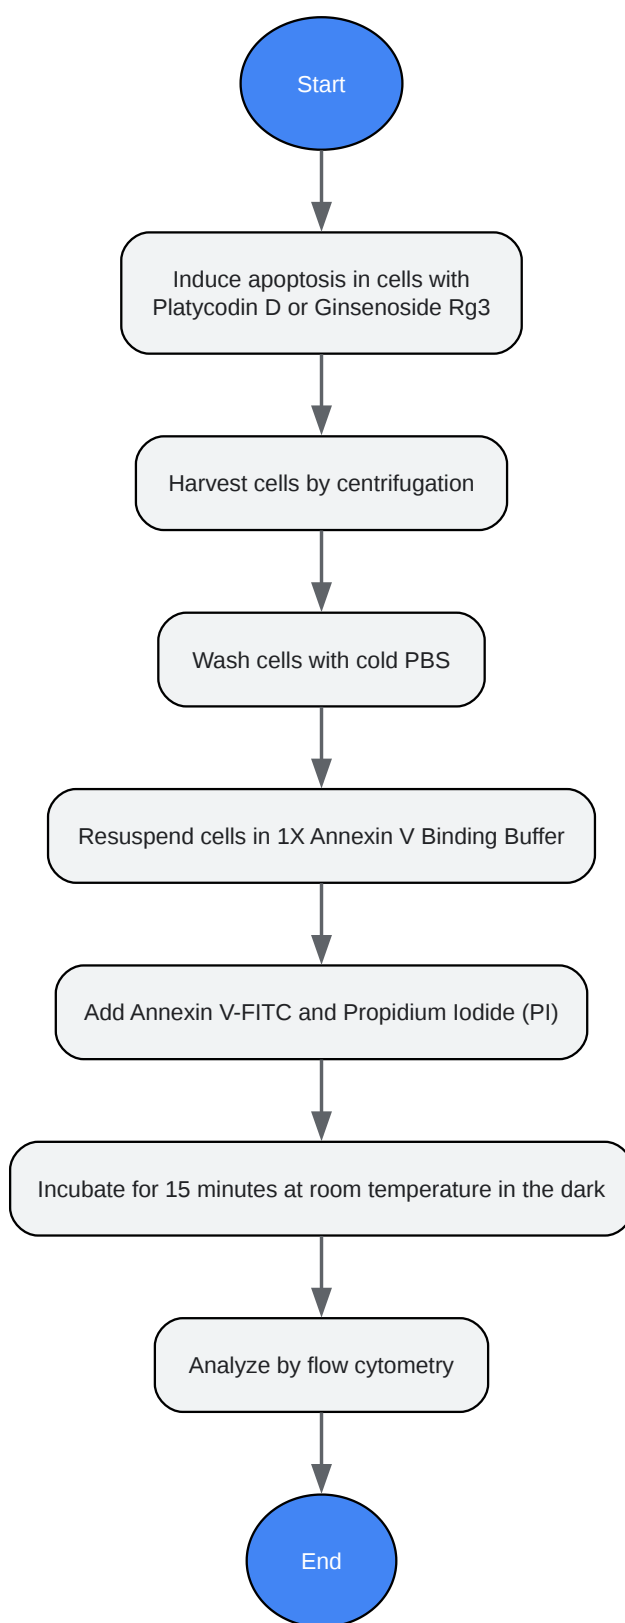 Start
Induce apoptosis in cells with
Platycodin D or Ginsenoside Rg3
Harvest cells by centrifugation
Wash cells with cold PBS
Resuspend cells in 1X Annexin V Binding Buffer
Add Annexin V-FITC and Propidium Iodide (PI)
Incubate for 15 minutes at room temperature in the dark
Analyze by flow cytometry
End